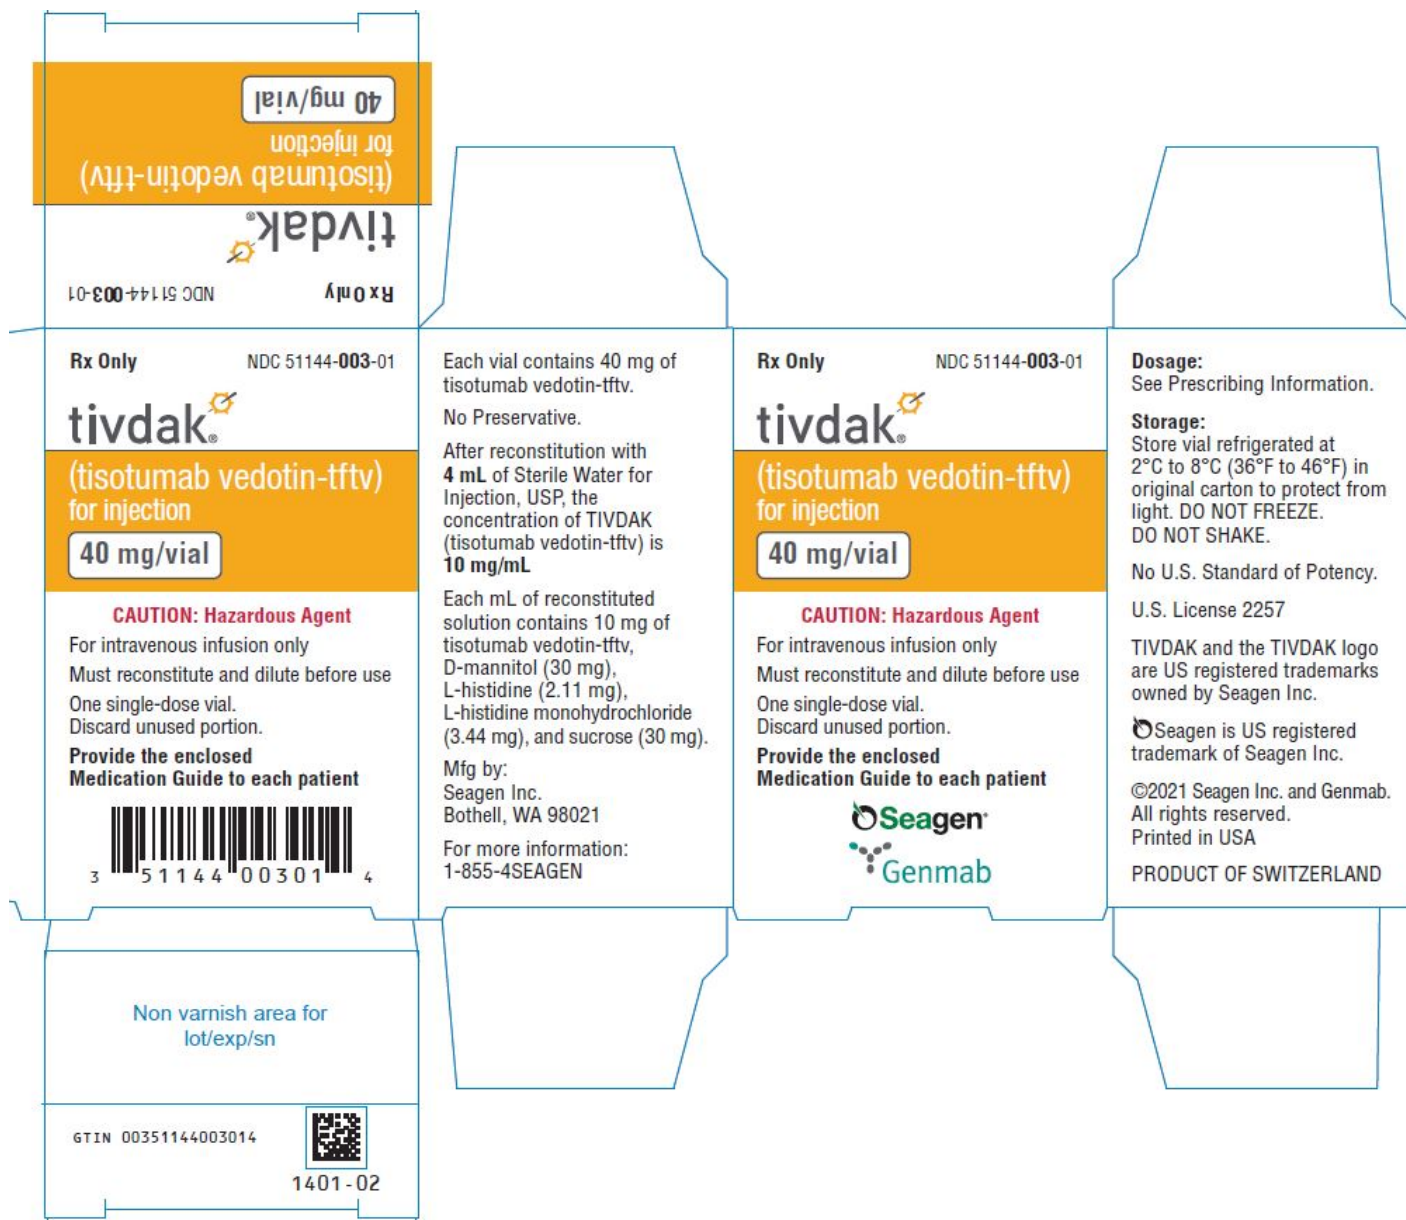 40 mg/vial
for injection
(tisotumab vedotin-tftv)
tivdak®
Rx Only NDC 51144-003-01
Rx Only NDC 51144-003-01
tivdak®
(tisotumab vedotin-tftv)
for injection
40 mg/vial
CAUTION: Hazardous Agent
For intravenous infusion only
Must reconstitute and dilute before use
One single-dose vial.
Discard unused portion.
Provide the enclosed
Medication Guide to each patient
3 51144 00301 4
Each vial contains 40 mg of
tisotumab vedotin-tftv.
No Preservative.
After reconstitution with
4 mL of Sterile Water for
Injection, USP, the
concentration of TIVDAK
(tisotumab vedotin-tftv) is
10 mg/mL
Each mL of reconstituted
solution contains 10 mg of
tisotumab vedotin-tftv,
D-mannitol (30 mg),
L-histidine (2.11 mg),
L-histidine monohydrochloride
(3.44 mg), and sucrose (30 mg).
Mfg by:
Seagen Inc.
Bothell, WA 98021
For more information:
1-855-4SEAGEN
Rx Only NDC 51144-003-01
tivdak®
(tisotumab vedotin-tftv)
for injection
40 mg/vial
CAUTION: Hazardous Agent
For intravenous infusion only
Must reconstitute and dilute before use
One single-dose vial.
Discard unused portion.
Provide the enclosed
Medication Guide to each patient
Seagen®
Genmab
Dosage:
See Prescribing Information.
Storage:
Store vial refrigerated at
2°C to 8°C (36°F to 46°F) in
original carton to protect from
light. DO NOT FREEZE.
DO NOT SHAKE.
No U.S. Standard of Potency.
U.S. License 2257
TIVDAK and the TIVDAK logo
are US registered trademarks
owned by Seagen Inc.
Seagen is US registered
trademark of Seagen Inc.
©2021 Seagen Inc. and Genmab.
All rights reserved.
Printed in USA
PRODUCT OF SWITZERLAND
Non varnish area for
lot/exp/sn
GTIN 00351144003014
1401-02